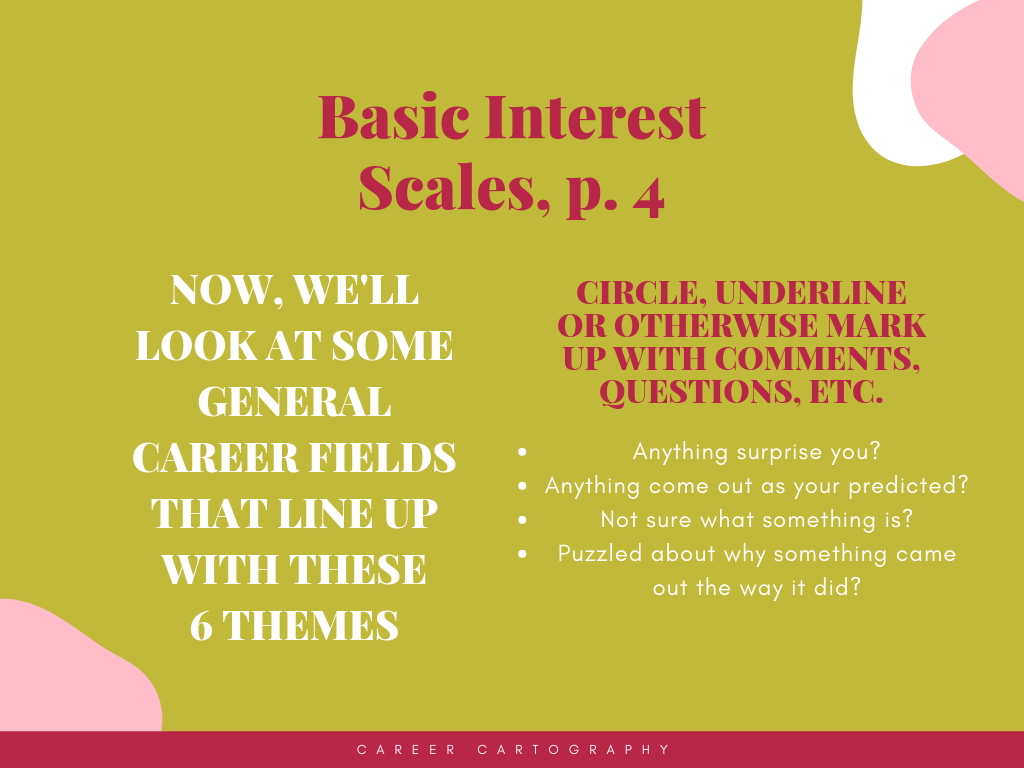 Basic Interest
Scales, p. 4
NOW, WE'LL
LOOK AT SOME
GENERAL
CAREER FIELDS
THAT LINE UP
WITH THESE
6 THEMES
CIRCLE, UNDERLINE
OR OTHERWISE MARK
UP WITH COMMENTS,
QUESTIONS, ETC.
• Anything surprise you?
• Anything come out as your predicted?
• Not sure what something is?
• Puzzled about why something came
out the way it did?
CAREER CARTOGRAPHY